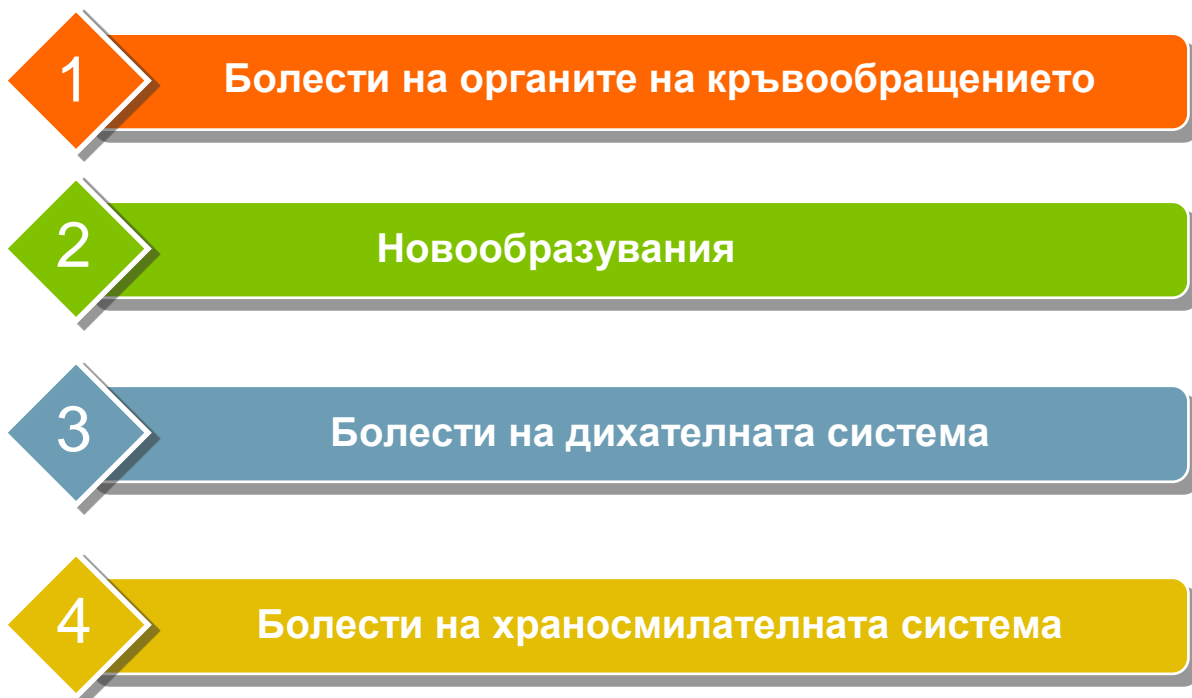 1
Болести на органите на кръвообращението
2
Новообразувания
3
Болести на дихателната система
4
Болести на храносмилателната система